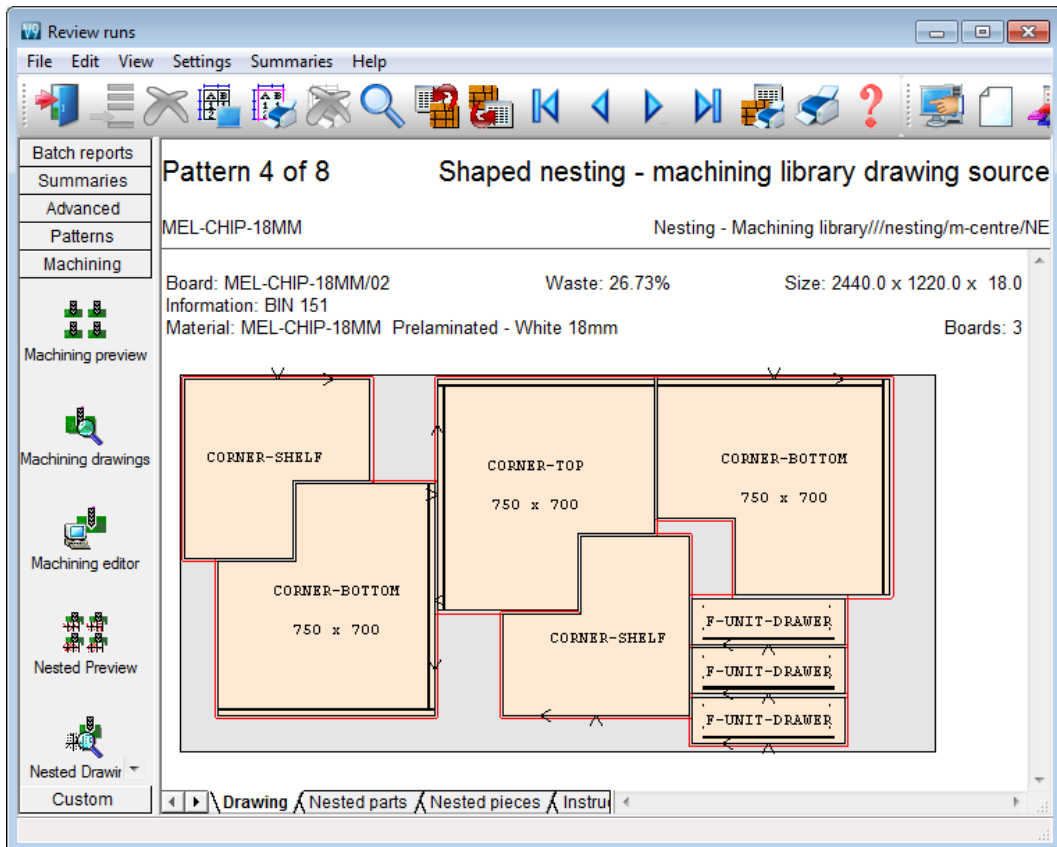 V9 Review runs
File Edit View Settings Summaries Help
Batch reports
Summaries
Advanced
Patterns
Machining
Machining preview
Machining drawings
Machining editor
Nested Preview
Nested Drawin
Custom
Pattern 4 of 8 Shaped nesting - machining library drawing source
MEL-CHIP-18MM Nesting - Machining library///nesting/m-centre/NE
Board: MEL-CHIP-18MM/02 Waste: 26.73% Size: 2440.0 x 1220.0 x 18.0
Information: BIN 151
Material: MEL-CHIP-18MM Prelaminated - White 18mm Boards: 3
CORNER-SHELF
CORNER-TOP
750 x 700
CORNER-BOTTOM
750 x 700
CORNER-BOTTOM
750 x 700
CORNER-SHELF
F-UNIT-DRAWER
F-UNIT-DRAWER
F-UNIT-DRAWER
Drawing Nested parts Nested pieces Instru